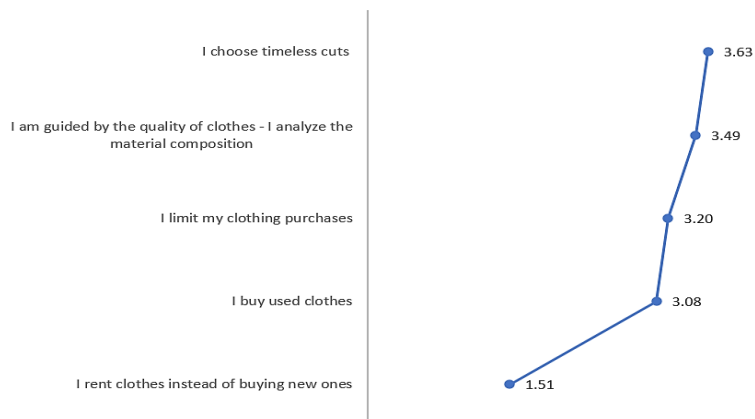 I choose timeless cuts
3.63
I am guided by the quality of clothes - I analyze the
material composition
3.49
I limit my clothing purchases
3.20
I buy used clothes
3.08
I rent clothes instead of buying new ones
1.51